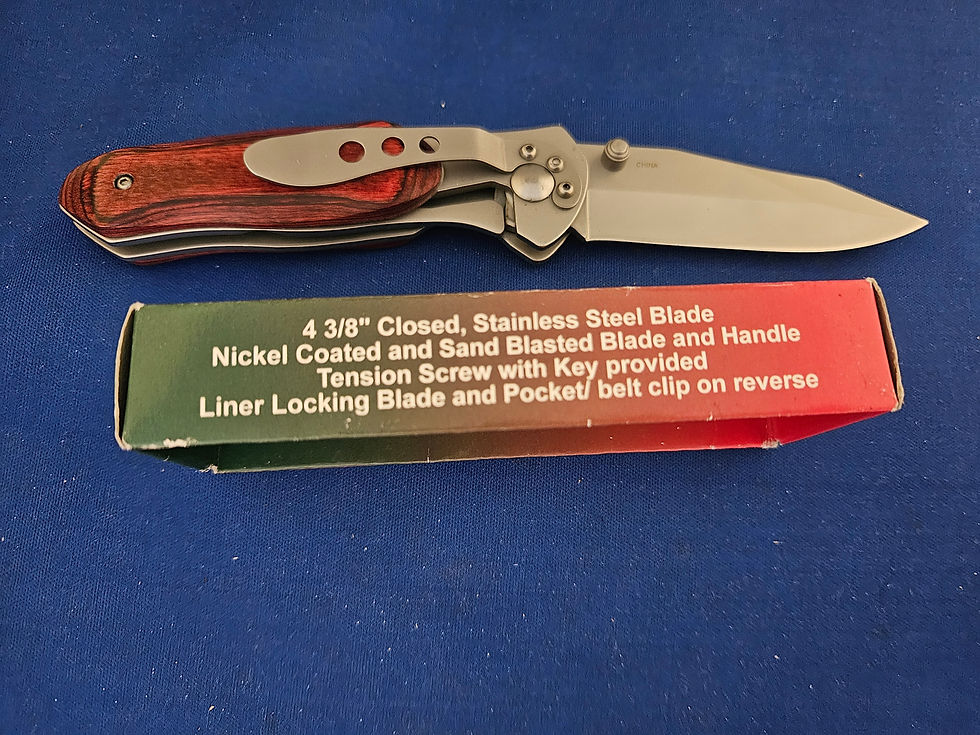 CHINA
4 3/8" Closed, Stainless Steel Blade
Nickel Coated and Sand Blasted Blade and Handle
Tension Screw with Key provided
Liner Locking Blade and Pocket/ belt clip on reverse